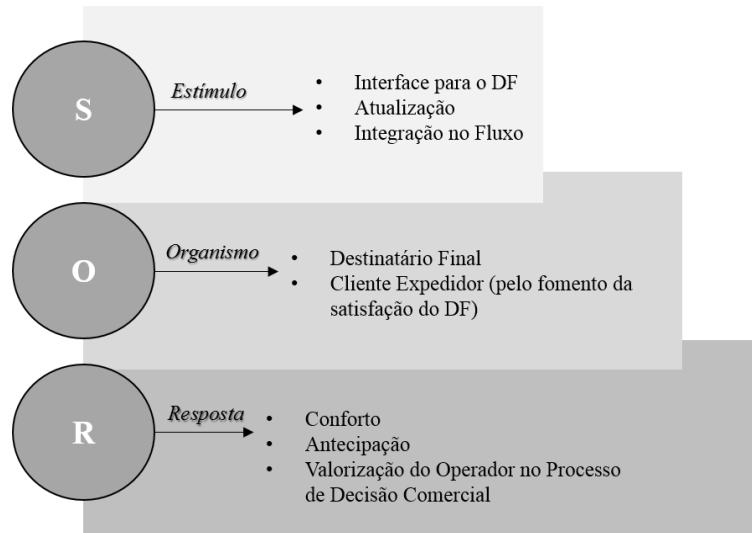 S
Estímulo
• Interface para o DF
• Atualização
• Integração no Fluxo
O
Organismo
• Destinatário Final
• Cliente Expedidor (pelo fomento da
satisfação do DF)
R
Resposta
• Conforto
• Antecipação
• Valorização do Operador no Processo
de Decisão Comercial